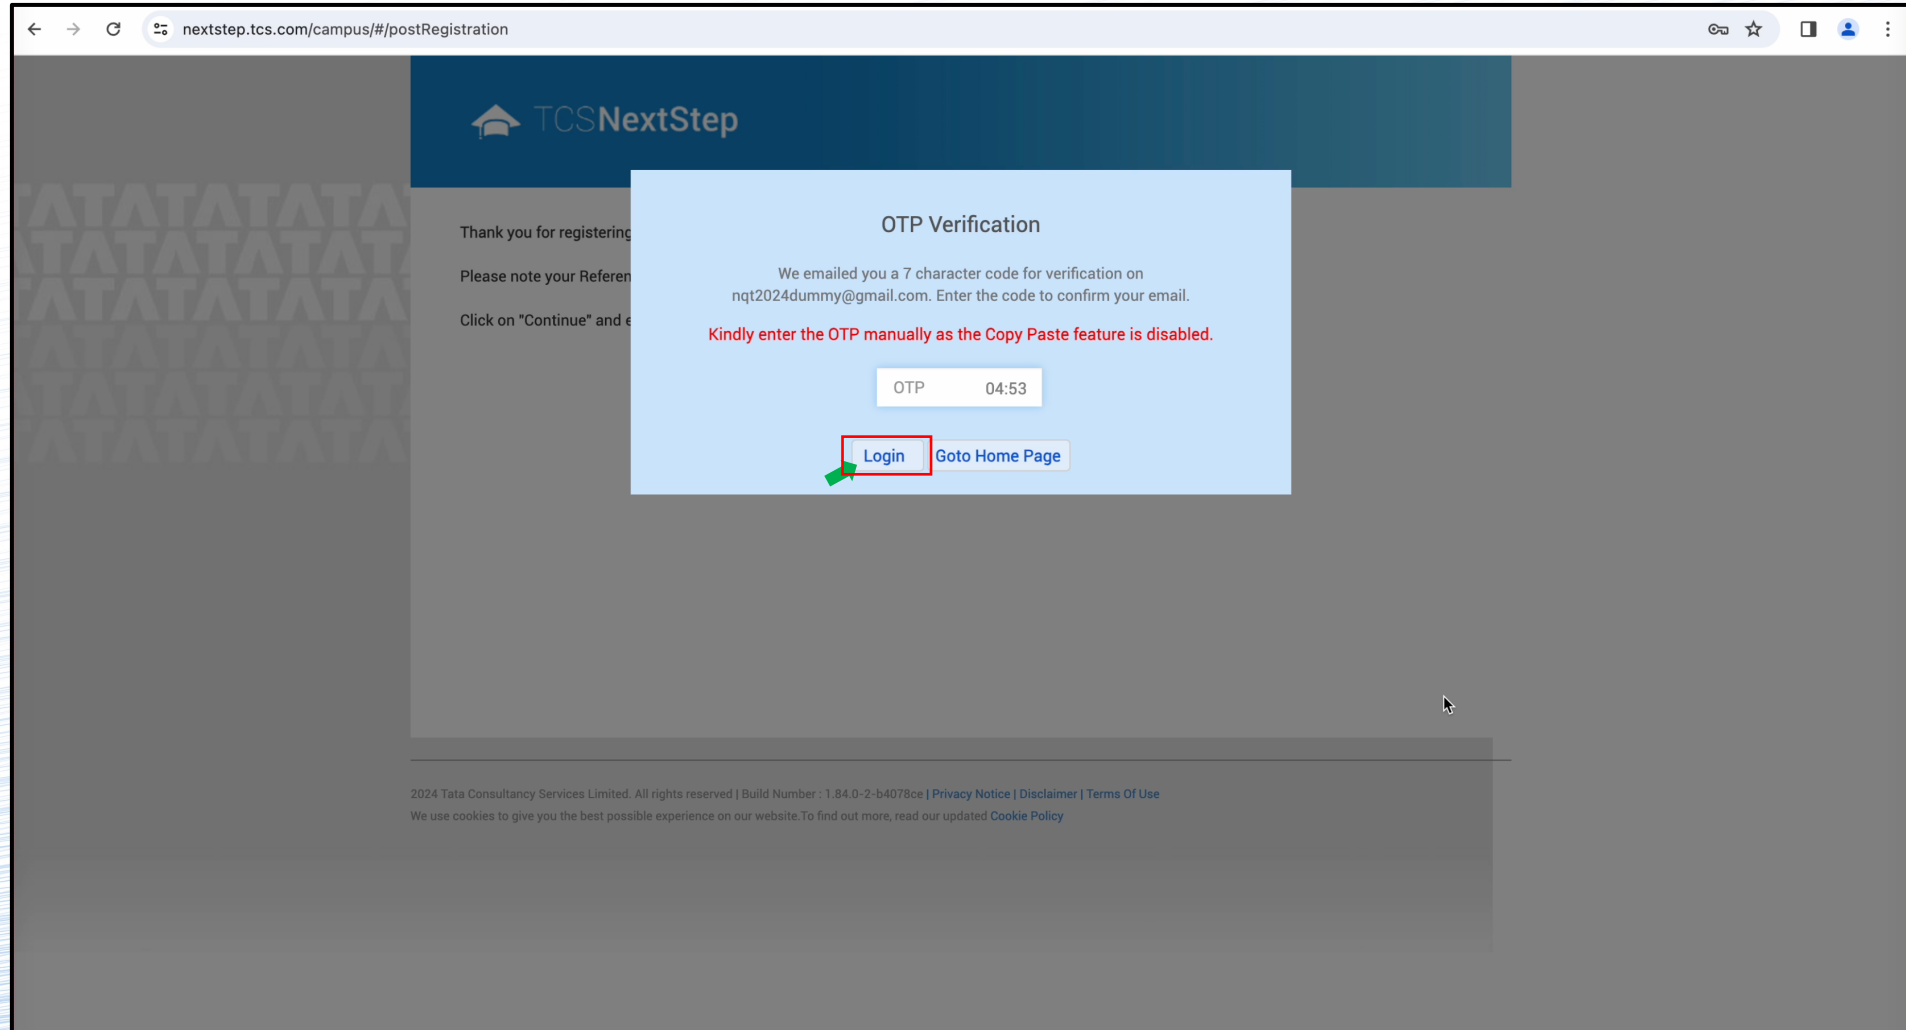 nextstep.tcs.com/campus/#/postRegistration
TCSNextStep
OTP Verification
Thank you for registering
We emailed you a 7 character code for verification on
Please note your Referen
nqt2024dummy@gmail.com. Enter the code to confirm your email.
Click on "Continue" and e
Kindly enter the OTP manually as the Copy Paste feature is disabled.
OTP 04:53
Login Goto Home Page
2024 Tata Consultancy Services Limited. All rights reserved | Build Number : 1.84.0-2-b4078ce | Privacy Notice | Disclaimer | Terms Of Use
We use cookies to give you the best possible experience on our website.To find out more, read our updated Cookie Policy